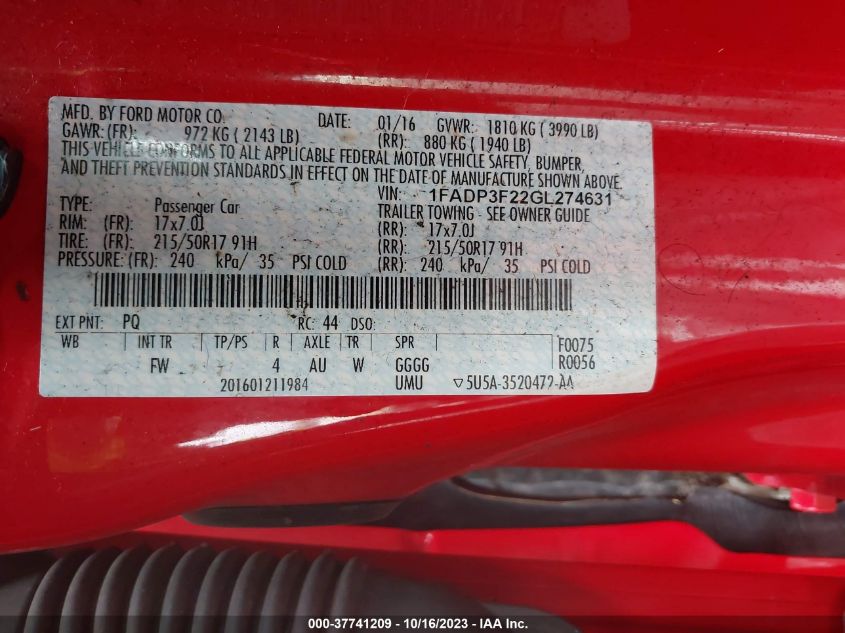 MFD. BY FORD MOTOR CO. DATE: 01/16 GVWR: 1810 KG ( 3990 LB)
GAWR: (FR): 972 KG ( 2143 LB) (RR): 880 KG ( 1940 LB)
THIS VEHICLE CONFORMS TO ALL APPLICABLE FEDERAL MOTOR VEHICLE SAFETY, BUMPER,
AND THEFT PREVENTION STANDARDS IN EFFECT ON THE DATE OF MANUFACTURE SHOWN ABOVE.
VIN: 1FADP3F22GL274631
TYPE: Passenger Car TRAILER TOWING - SEE OWNER GUIDE
RIM: (FR) 17x7.0J (RR): 17x7.0J
TIRE: (FR): 215/50R17 91H (RR): 215/50R17 91H
PRESSURE: (FR): 240 kPa/ 35 PSI COLD (RR): 240 kPa/ 35 PSI COLD
EXT PNT: PQ RC: 44 DSO:
WB INT TR TP/PS R AXLE TR SPR F0075
FW 4 AU W GGGG R0056
201601211984 UMU ▽5U5A-3520472-AA
000-37741209 - 10/16/2023 - IAA Inc.